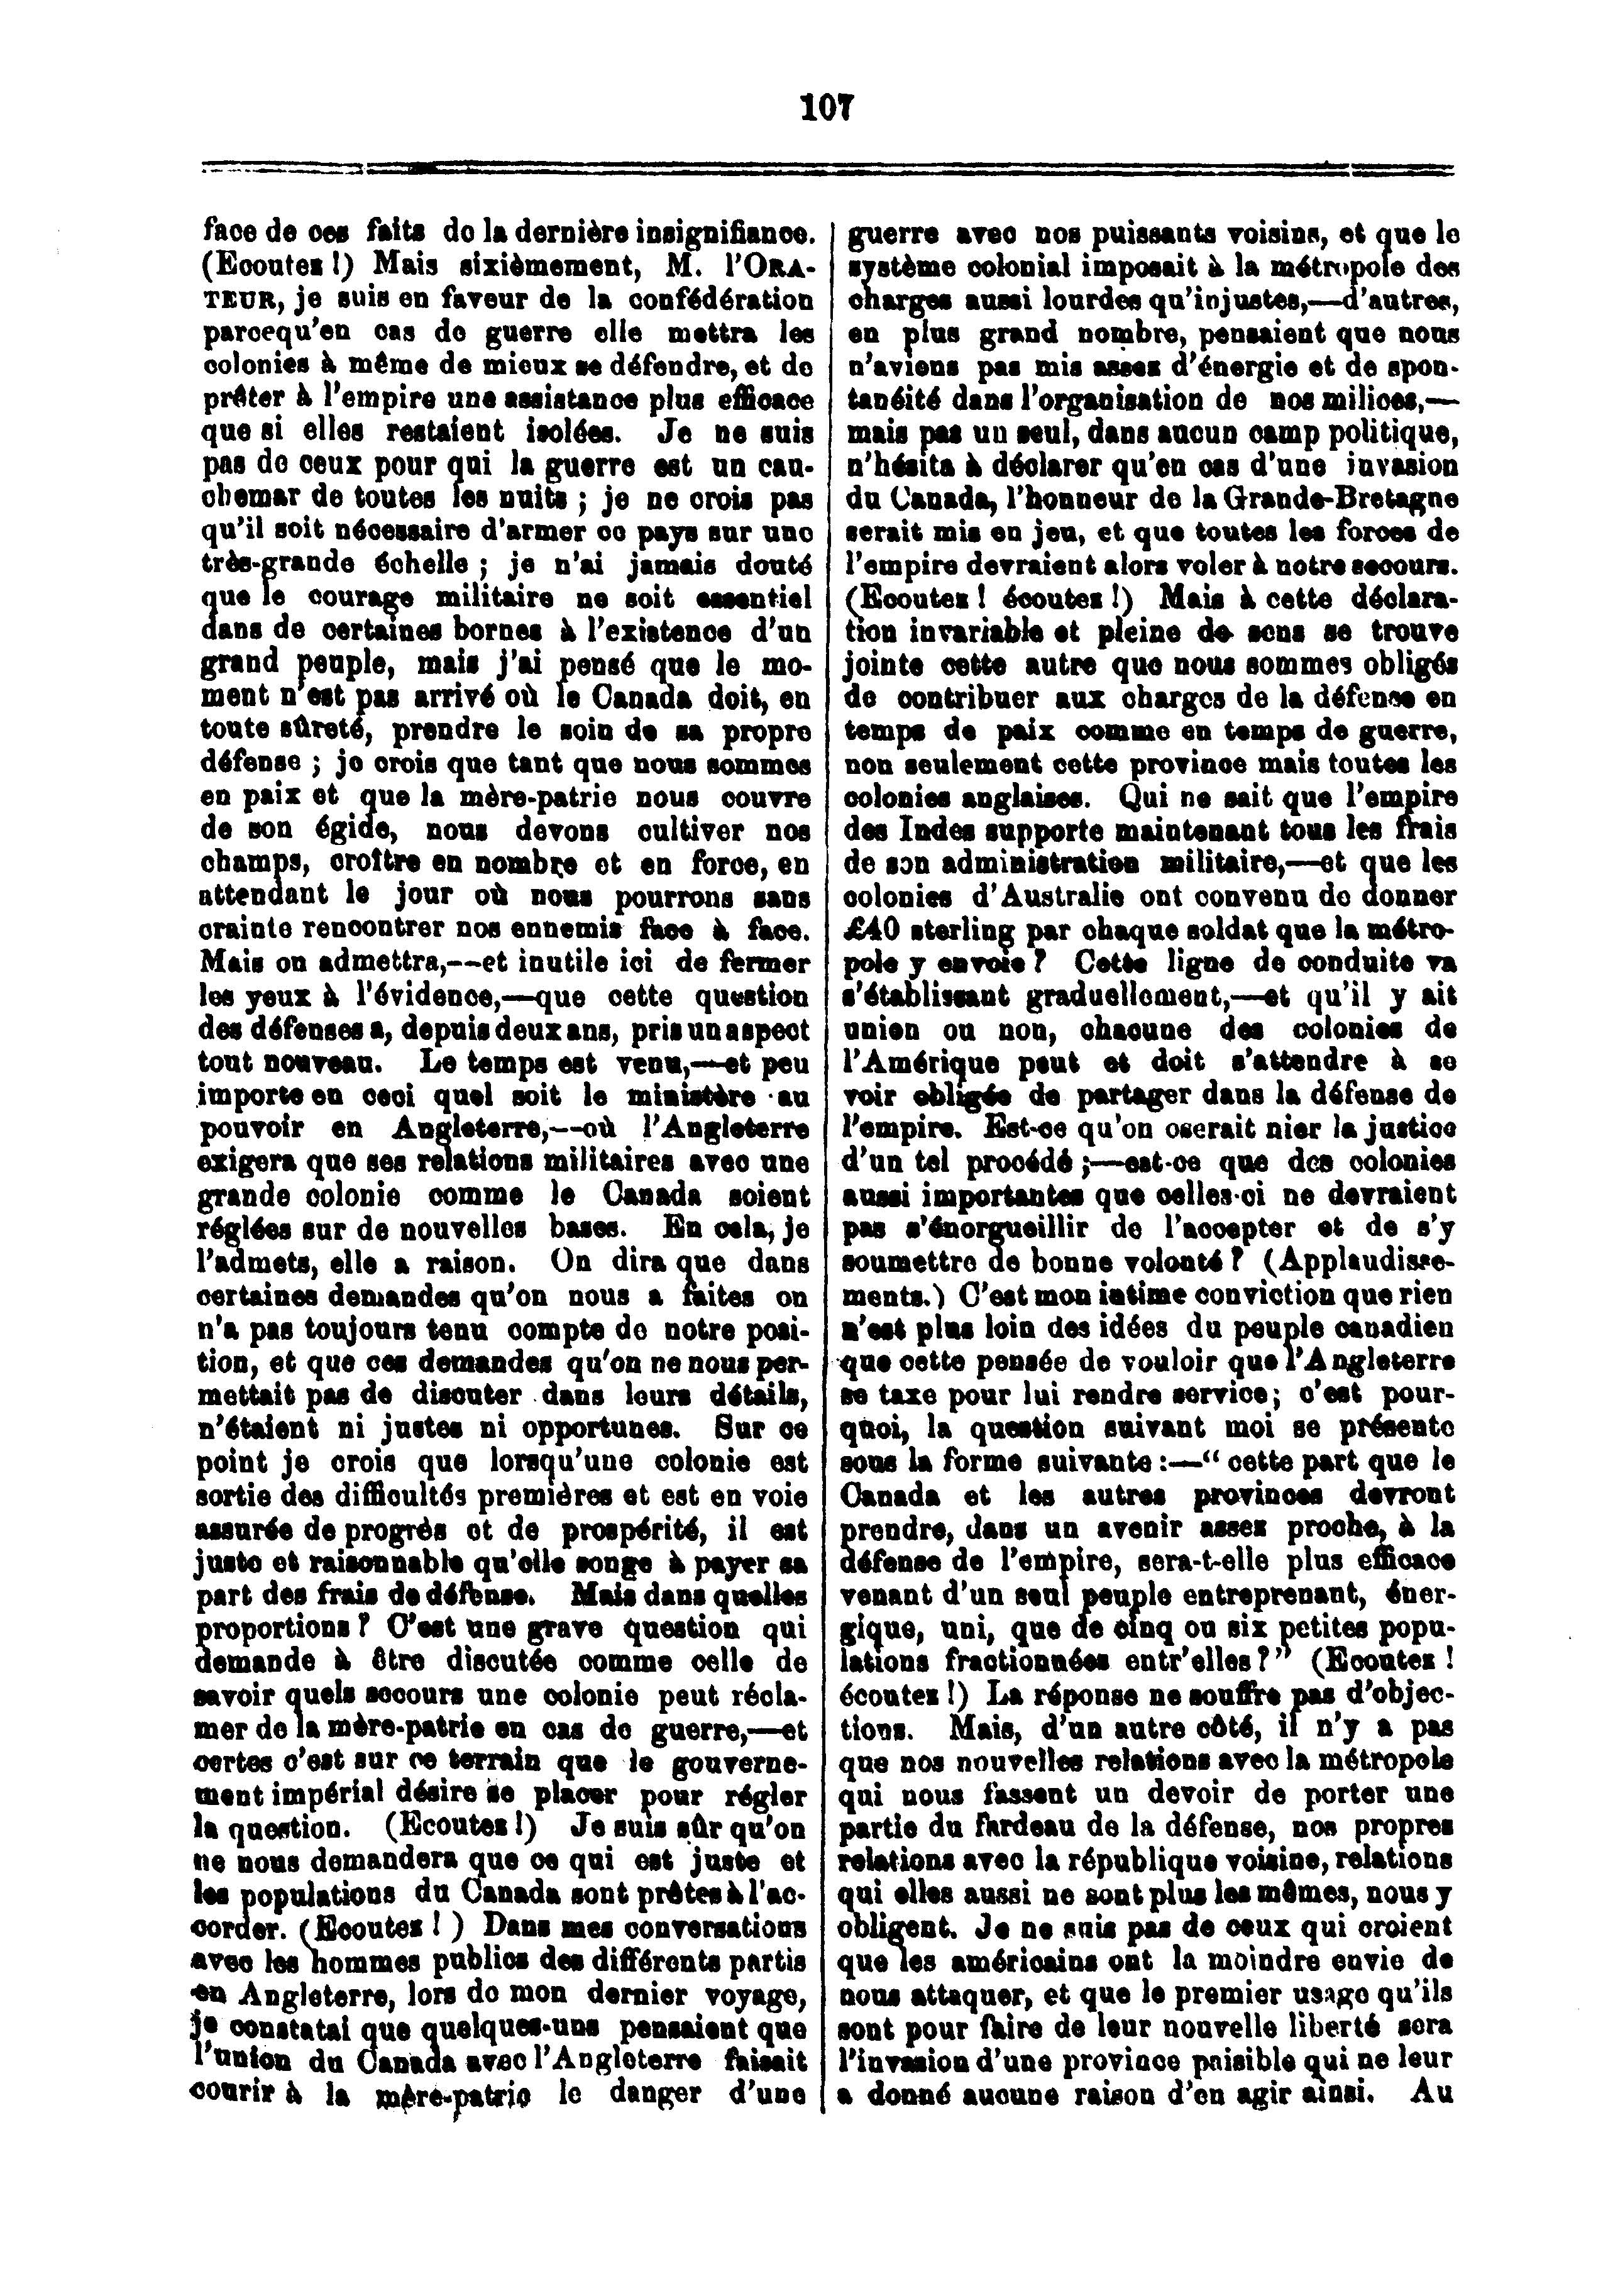 107
face de ces faits de la dernière insignifiance.
(Ecoutez !) Mais sixièmement, M. l'ORA-
TEUR, je suis en faveur de la confédération
parcequ'en cas de guerre elle mettra les
colonies à même de mieux se défendre, et de
prêter à l'empire une assistance plus efficace
que si elles restaient isolées. Je ne suis
pas de ceux pour qui la guerre est un cau-
chemar de toutes les nuits ; je ne crois pas
qu'il soit nécessaire d'armer ce pays sur une
très-grande échelle ; je n'ai jamais douté
que le courage militaire ne soit essentiel
dans de certaines bornes à l'existence d'un
grand peuple, mais j'ai pensé que le mo-
ment n'est pas arrivé où le Canada doit, en
toute sûreté, prendre le soin de sa propre
défense ; je crois que tant que nous sommes
en paix et que la mère-patrie nous couvre
de son égide, nous devons cultiver nos
champs, croître en nombre et en force, en
attendant le jour où nous pourrons sans
crainte rencontrer nos ennemis face à face.
Mais on admettra,—et inutile ici de fermer
les yeux à l'évidence,—que cette question
des défenses a, depuis deux ans, pris un aspect
tout nouveau. Le temps est venu,—et peu
importe en ceci quel soit le ministère au
pouvoir en Angleterre,—où l'Angleterre
exigera que ses relations militaires avec une
grande colonie comme le Canada soient
réglées sur de nouvelles bases. En cela, je
l'admets, elle a raison. On dira que dans
certaines demandes qu'on nous a faites on
n'a pas toujours tenu compte de notre posi-
tion, et que ces demandes qu'on ne nous per-
mettait pas de discuter dans leurs détails,
n'étaient ni justes ni opportunes. Sur ce
point je crois que lorsqu'une colonie est
sortie des difficultés premières et est en voie
assurée de progrès et de prospérité, il est
juste et raisonnable qu'elle songe à payer sa
part des frais de défense. Mais dans quelles
proportions ? C'est une grave question qui
demande à être discutée comme celle de
savoir quels secours une colonie peut récla-
mer de la mère-patrie en cas de guerre,—et
certes c'est sur ce terrain que le gouverne-
ment impérial désire se placer pour régler
la question. (Ecoutez !) Je suis sûr qu'on
ne nous demandera que ce qui est juste et
les populations du Canada sont prêtes à l'ac-
corder. (Ecoutez ! ) Dans mes conversations
avec les hommes publics des différents partis
en Angleterre, lors de mon dernier voyage,
je constatai que quelques-uns pensaient que
l'union du Canada avec l'Angleterre faisait
courir à la mère-patrie le danger d'une
guerre avec nos puissants voisins, et que le
système colonial imposait à la métropole des
charges aussi lourdes qu'injustes,—d'autres,
en plus grand nombre, pensaient que nous
n'aviens pas mis assez d'énergie et de spon-
tanéité dans l'organisation de nos milices,—
mais pas un seul, dans aucun camp politique,
n'hésita à déclarer qu'en cas d'une invasion
du Canada, l'honneur de la Grande-Bretagne
serait mis en jeu, et que toutes les forces de
l'empire devraient alors voler à notre secours.
(Ecoutez ! écoutez !) Mais à cette déclara-
tion invariable et pleine de sens se trouve
jointe cette autre que nous sommes obligés
de contribuer aux charges de la défense en
temps de paix comme en temps de guerre,
non seulement cette province mais toutes les
colonies anglaises. Qui ne sait que l'empire
des Indes supporte maintenant tous les frais
de son administration militaire,—et que les
colonies d'Australie ont convenu de donner
£40 sterling par chaque soldat que la métro-
pole y envoie ? Cette ligne de conduite va
s'établissant graduellement,—et qu'il y ait
union ou non, chacune des colonies de
l'Amérique peut et doit s'attendre à se
voir obligée de partager dans la défense de
l'empire. Est-ce qu'on oserait nier la justice
d'un tel procédé ;—est-ce que des colonies
aussi importantes que celles-ci ne devraient
pas s'énorgueillir de l'accepter et de s'y
soumettre de bonne volonté ? (Applaudisse-
ments.) C'est mon intime conviction que rien
n'est plus loin des idées du peuple canadien
que cette pensée de vouloir que l'Angleterre
se taxe pour lui rendre service; c'est pour-
quoi, la question suivant moi se présente
sous la forme suivante :—“ cette part que le
Canada et les autres provinces devront
prendre, dans un avenir assez proche, à la
défense de l'empire, sera-t-elle plus efficace
venant d'un seul peuple entreprenant, éner-
gique, uni, que de cinq ou six petites popu-
lations fractionnées entr'elles ?” (Ecoutez !
écoutez !) La réponse ne souffre pas d'objec-
tions. Mais, d'un autre côté, il n'y a pas
que nos nouvelles relations avec la métropole
qui nous fassent un devoir de porter une
partie du fardeau de la défense, nos propres
relations avec la république voisine, relations
qui elles aussi ne sont plus les mêmes, nous y
obligent. Je ne suis pas de ceux qui croient
que les américains ont la moindre envie de
nous attaquer, et que le premier usage qu'ils
sont pour faire de leur nouvelle liberté sera
l'invasion d'une province paisible qui ne leur
a donné aucune raison d'en agir ainsi. Au